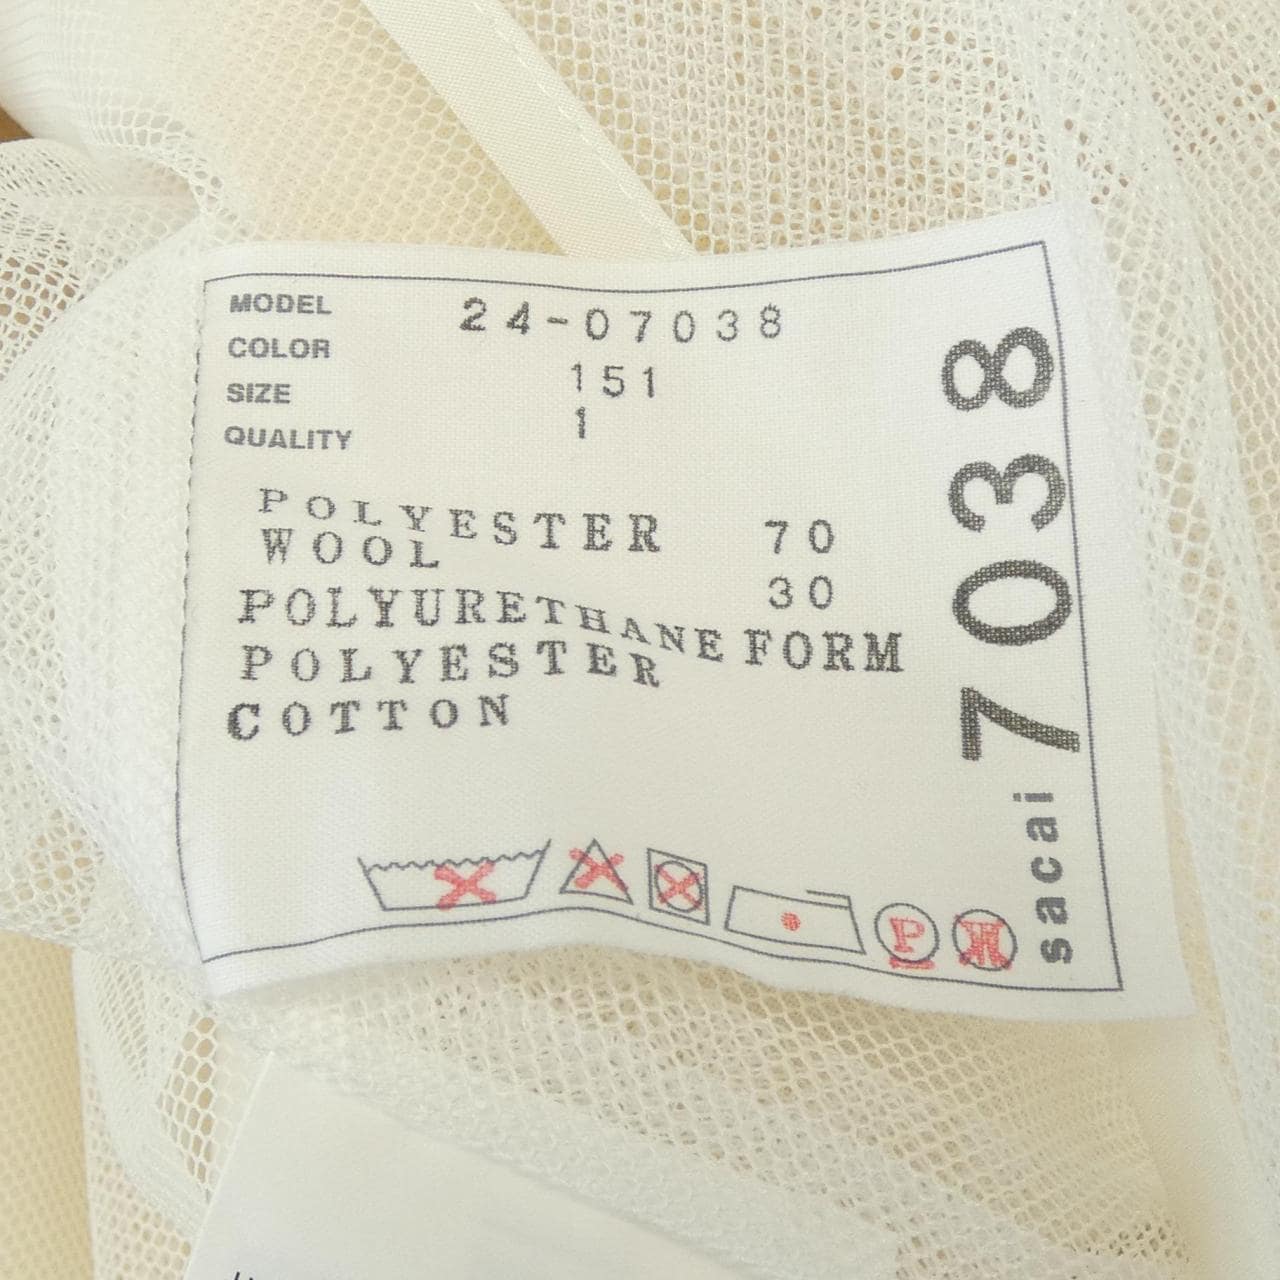 MODEL 24-07038
COLOR 151
SIZE 1
QUALITY
POLYESTER 70
WOOL 30
POLYURETHANE FORM
POLYESTER
COTTON
P
W
sacai 7038